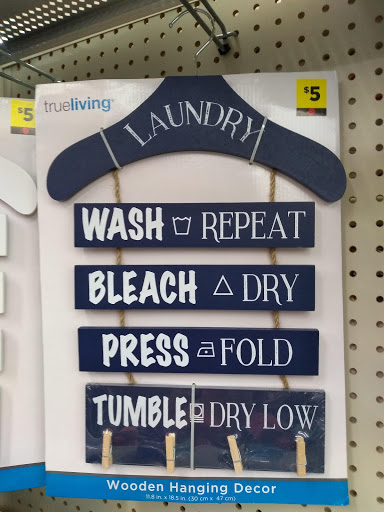 $5
trueliving®
$5
LAUNDRY
WASH REPEAT
BLEACH DRY
PRESS FOLD
TUMBLE DRY LOW
Wooden Hanging Decor
11.8 in. x 18.5 in. (30 cm x 47 cm)